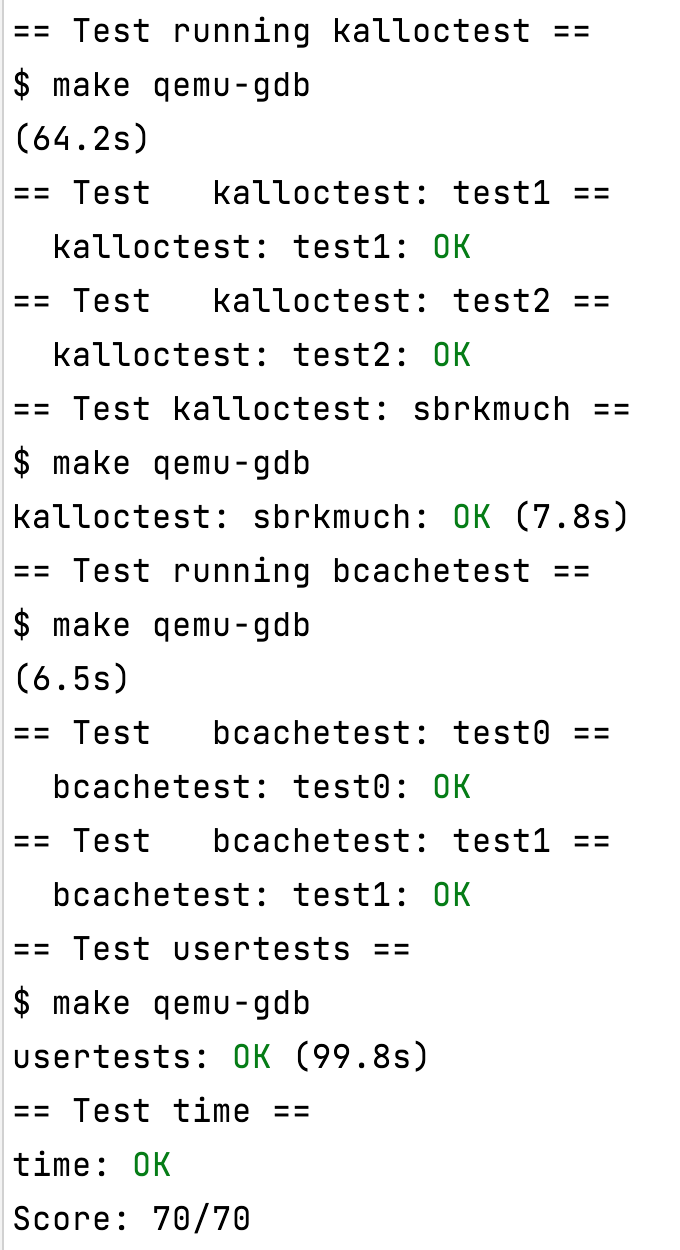 == Test running kalloctest ==
$ make qemu-gdb
(64.2s)
== Test   kalloctest: test1 ==
  kalloctest: test1: OK
== Test   kalloctest: test2 ==
  kalloctest: test2: OK
== Test kalloctest: sbrkmuch ==
$ make qemu-gdb
kalloctest: sbrkmuch: OK (7.8s)
== Test running bcachetest ==
$ make qemu-gdb
(6.5s)
== Test   bcachetest: test0 ==
  bcachetest: test0: OK
== Test   bcachetest: test1 ==
  bcachetest: test1: OK
== Test usertests ==
$ make qemu-gdb
usertests: OK (99.8s)
== Test time ==
time: OK
Score: 70/70